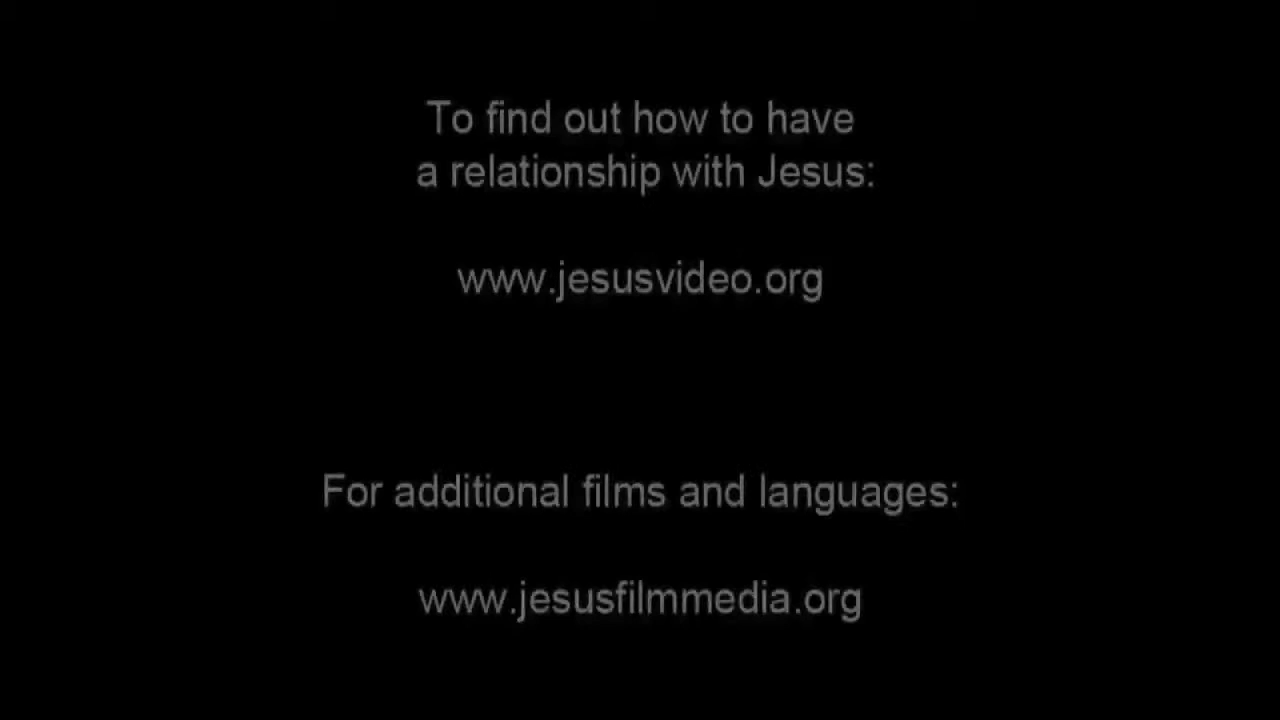 To find out how to have
a relationship with Jesus:
www.jesusvideo.org
For additional films and languages:
www.jesusfilmmedia.org